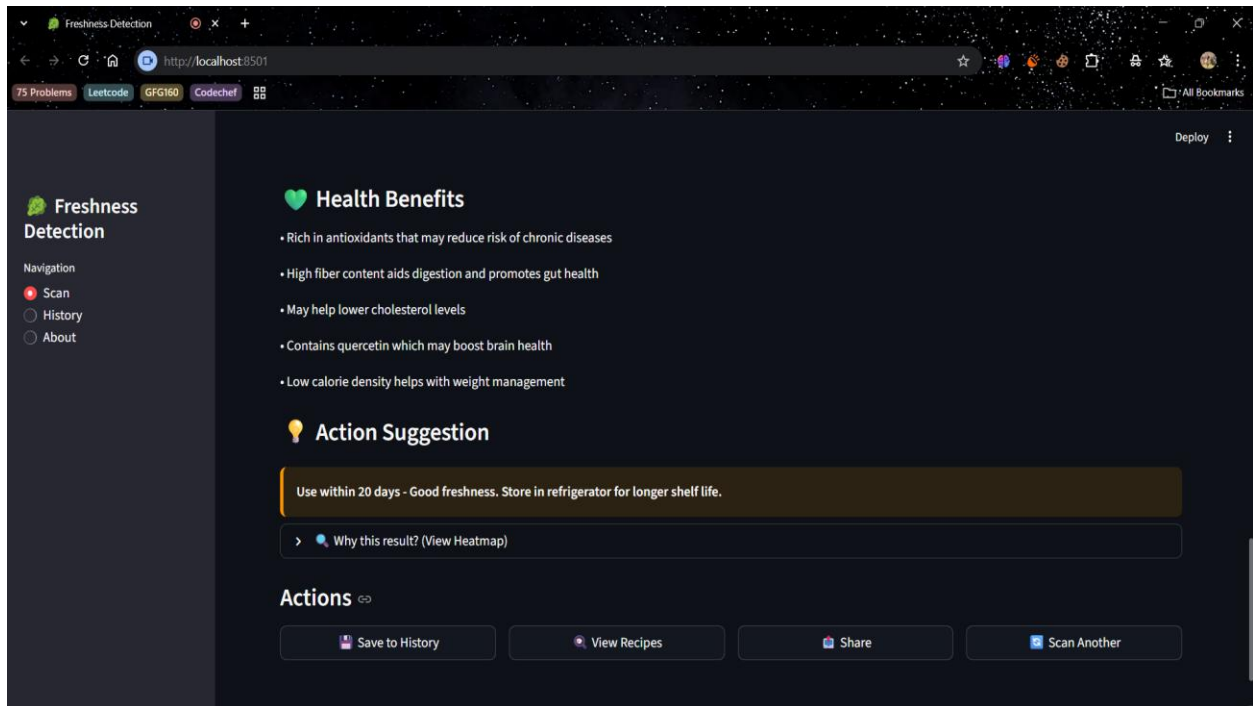 Freshness Detection
http://localhost:8501
75 Problems Leetcode GFG160 Codechef All Bookmarks
Deploy
Freshness
Detection
Navigation
Scan
History
About
Health Benefits
• Rich in antioxidants that may reduce risk of chronic diseases
• High fiber content aids digestion and promotes gut health
• May help lower cholesterol levels
• Contains quercetin which may boost brain health
• Low calorie density helps with weight management
Action Suggestion
Use within 20 days - Good freshness. Store in refrigerator for longer shelf life.
Why this result? (View Heatmap)
Actions
Save to History View Recipes Share Scan Another